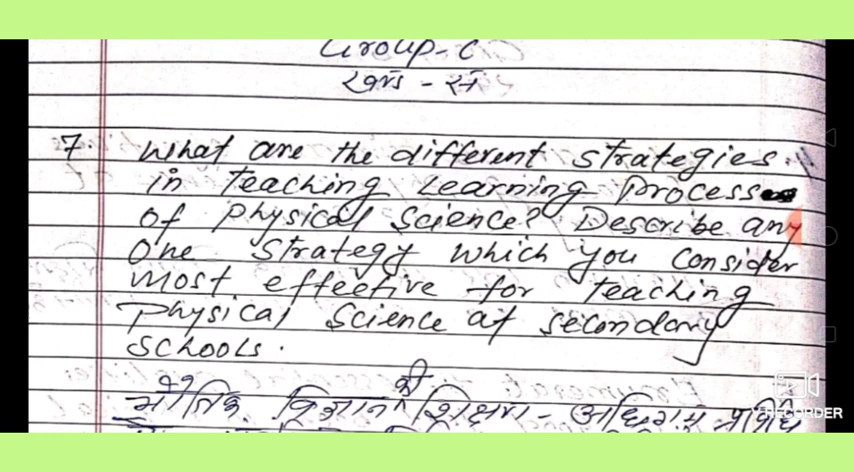 Group-C
खण्ड - स
7. What are the different strategies
in Teaching Learning Process
of Physical Science? Describe any
One Strategy which you consider
most effective for teaching
Physical Science at secondary
Schools.
भौतिक विज्ञान की शिक्षण - अधिगम
RECORDER